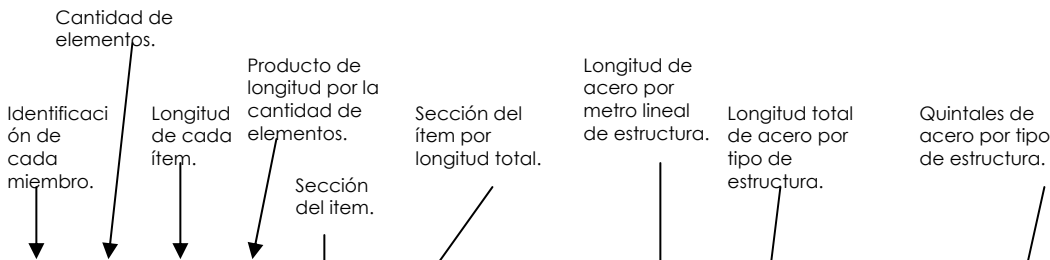 Cantidad de
elementos.
Identificaci
ón de
cada
miembro.
Longitud
de cada
ítem.
Producto de
longitud por la
cantidad de
elementos.
Sección
del item.
Sección del
ítem por
longitud total.
Longitud de
acero por
metro lineal
de estructura.
Longitud total
de acero por
tipo de
estructura.
Quintales de
acero por tipo
de estructura.